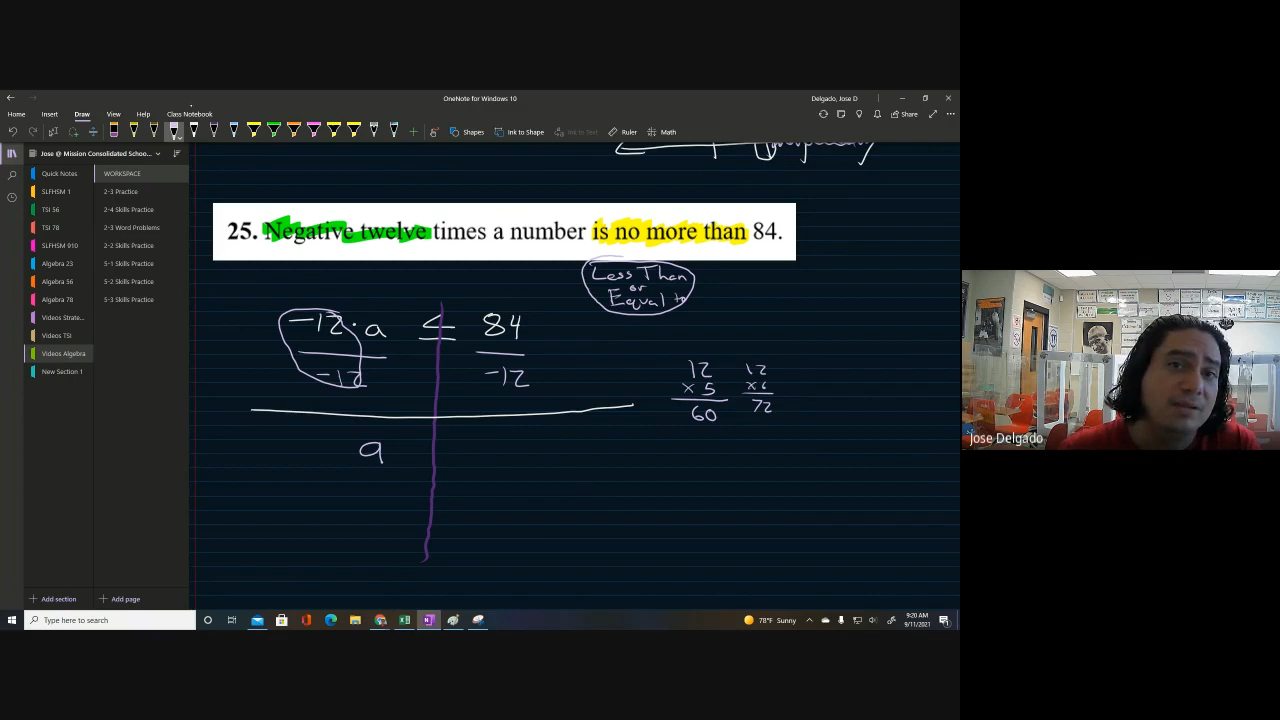 OneNote for Windows 10
Delgado, Jose D
Home Insert Draw View Help Class Notebook
Share
Shapes Ink to Shape Ink to Text Ruler Math
Jose @ Mission Consolidated Schoo...
Quick Notes
SLFHSM 1
TSI 56
TSI 78
SLFHSM 910
Algebra 23
Algebra 56
Algebra 78
Videos Strate...
Videos TSI
Videos Algebra
New Section 1
WORKSPACE
2-3 Practice
2-4 Skills Practice
2-3 Word Problems
2-2 Skills Practice
5-1 Skills Practice
5-2 Skills Practice
5-3 Skills Practice
25. Negative twelve times a number is no more than 84.
Less Than
or
Equal to
-12 · a ≤ 84
-12 -12
a
12
× 5
60
12
×6
72
Jose Delgado
Add section
Add page
Type here to search
78°F Sunny
9:20 AM
9/11/2021